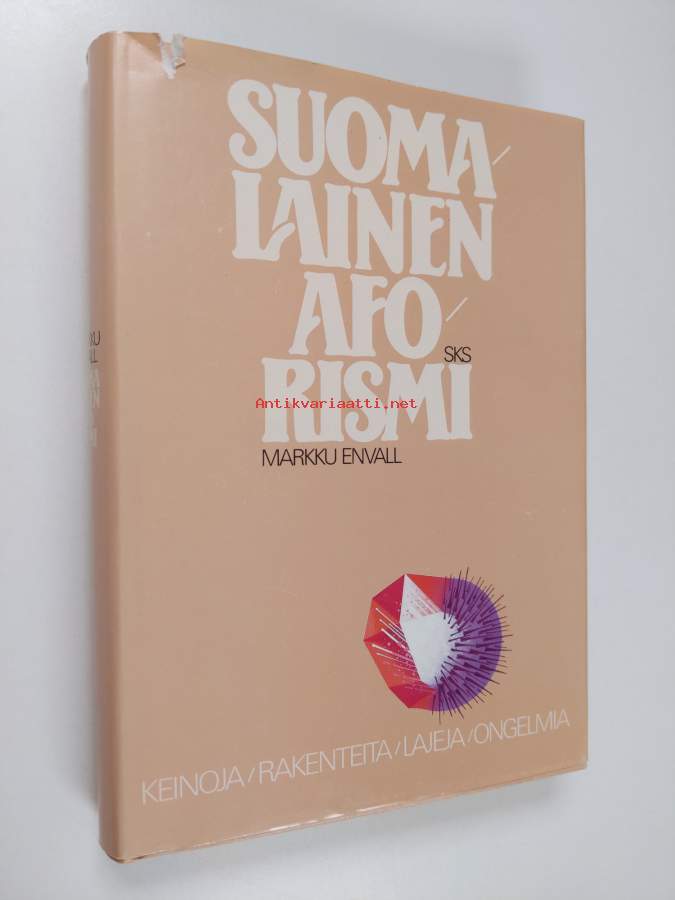 SUOMA/
LAINEN
AFO/
SKS
RISMI
MARKKU ENVALL
Antikvariaatti.net
KEINOJA/RAKENTEITA/LAJEJA/ONGELMIA